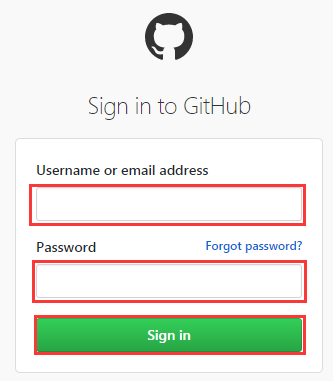 Sign in to GitHub
Username or email address
Password Forgot password?
Sign in